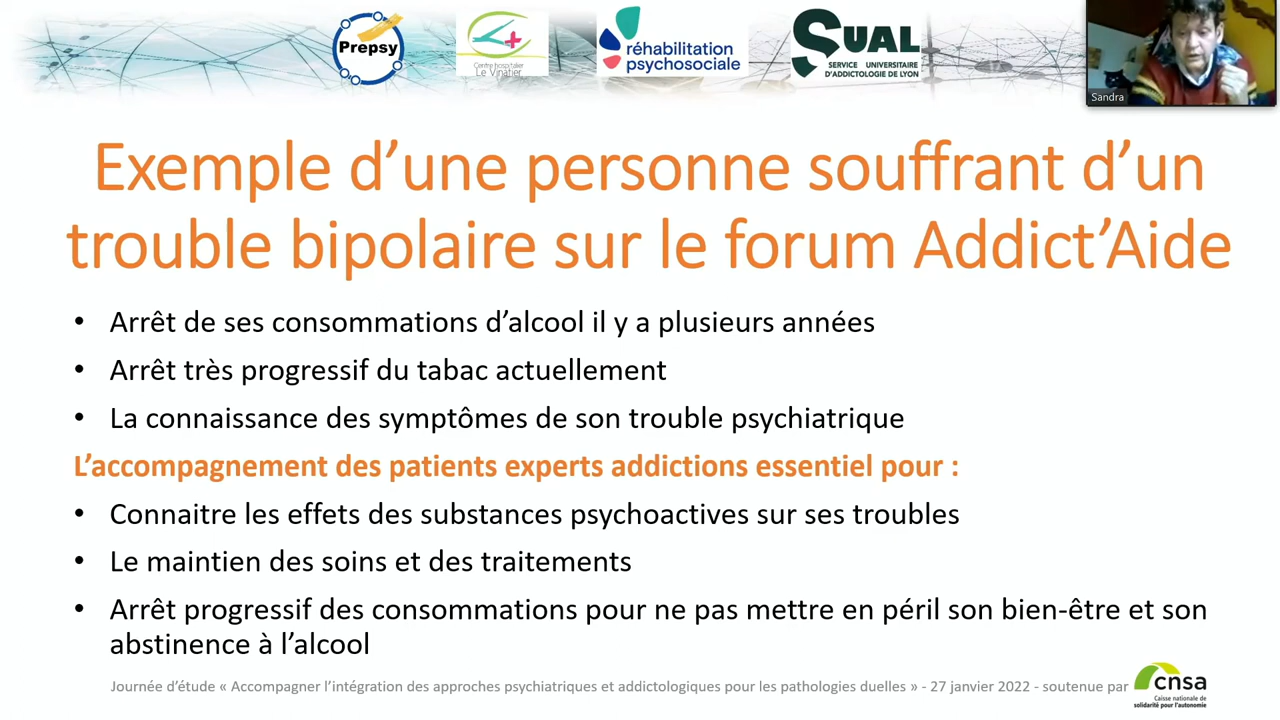 Prepsy
Centre hospitalier
Le Vinatier
réhabilitation
psychosociale
SUAL
SERVICE UNIVERSITAIRE
D'ADDICTOLOGIE DE LYON
Sandra
Exemple d’une personne souffrant d’un
trouble bipolaire sur le forum Addict’Aide
• Arrêt de ses consommations d’alcool il y a plusieurs années
• Arrêt très progressif du tabac actuellement
• La connaissance des symptômes de son trouble psychiatrique
L’accompagnement des patients experts addictions essentiel pour :
• Connaitre les effets des substances psychoactives sur ses troubles
• Le maintien des soins et des traitements
• Arrêt progressif des consommations pour ne pas mettre en péril son bien-être et son
abstinence à l’alcool
Journée d’étude « Accompagner l’intégration des approches psychiatriques et addictologiques pour les pathologies duelles » - 27 janvier 2022 - soutenue par
cnsa
Caisse nationale de
solidarité pour l'autonomie